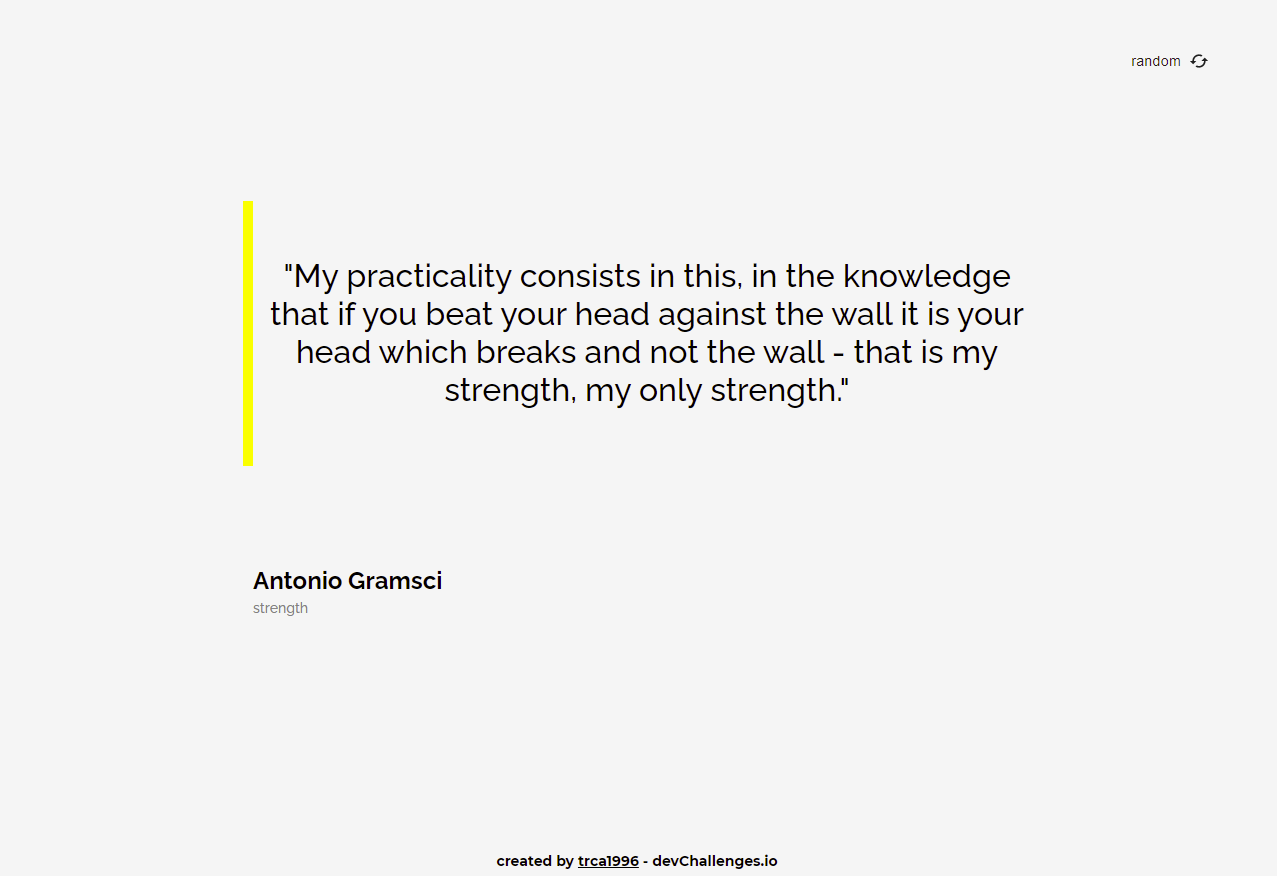 random
"My practicality consists in this, in the knowledge
that if you beat your head against the wall it is your
head which breaks and not the wall - that is my
strength, my only strength."
Antonio Gramsci
strength
created by trca1996 - devChallenges.io